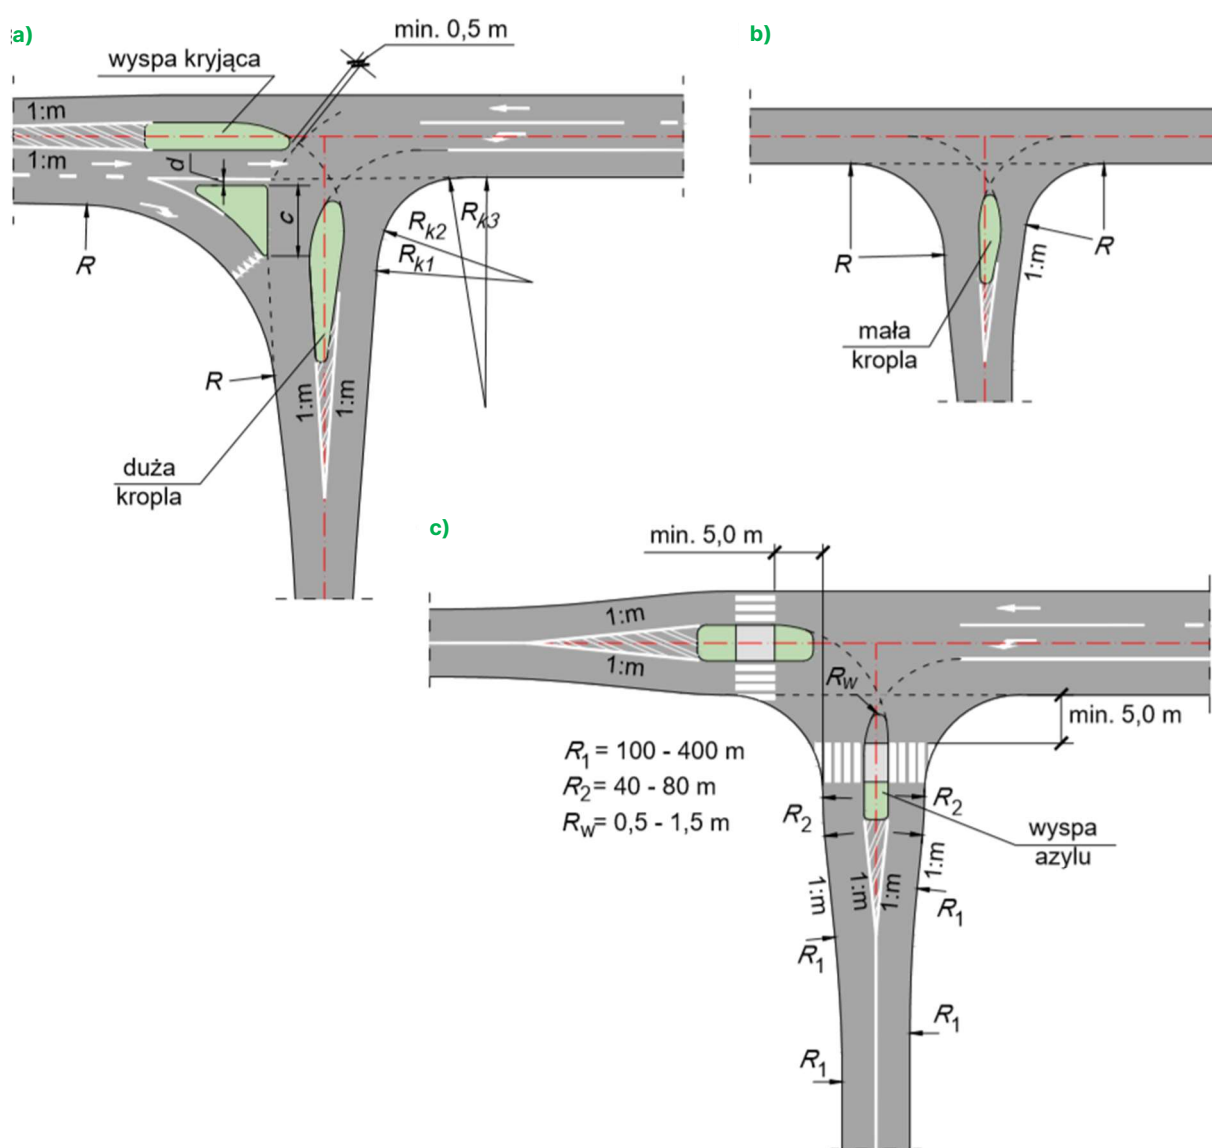 a)
min. 0,5 m
wyspa kryjąca
1:m
1:m
d
c
R
Rk2
Rk3
Rk1
R
1:m
1:m
duża
kropla
b)
R
R
1:m
mała
kropla
c)
min. 5,0 m
1:m
1:m
Rw
min. 5,0 m
R1 = 100 - 400 m
R2= 40 - 80 m
Rw= 0,5 - 1,5 m
R2
R2
wyspa
azylu
1:m
1:m
1:m
1:m
R1
R1
R1
R1